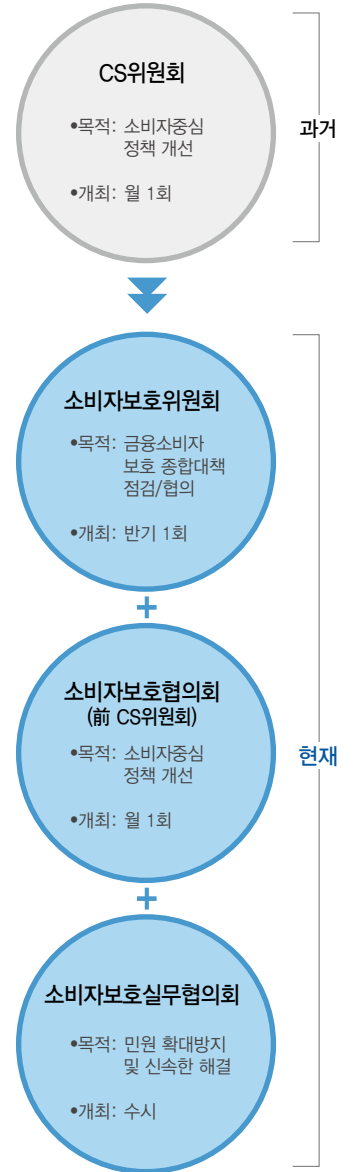 CS위원회
•목적: 소비자중심
정책 개선
•개최: 월 1회
과거
소비자보호위원회
•목적: 금융소비자
보호 종합대책
점검/협의
•개최: 반기 1회
+
소비자보호협의회
(前 CS위원회)
•목적: 소비자중심
정책 개선
•개최: 월 1회
현재
+
소비자보호실무협의회
•목적: 민원 확대방지
및 신속한 해결
•개최: 수시